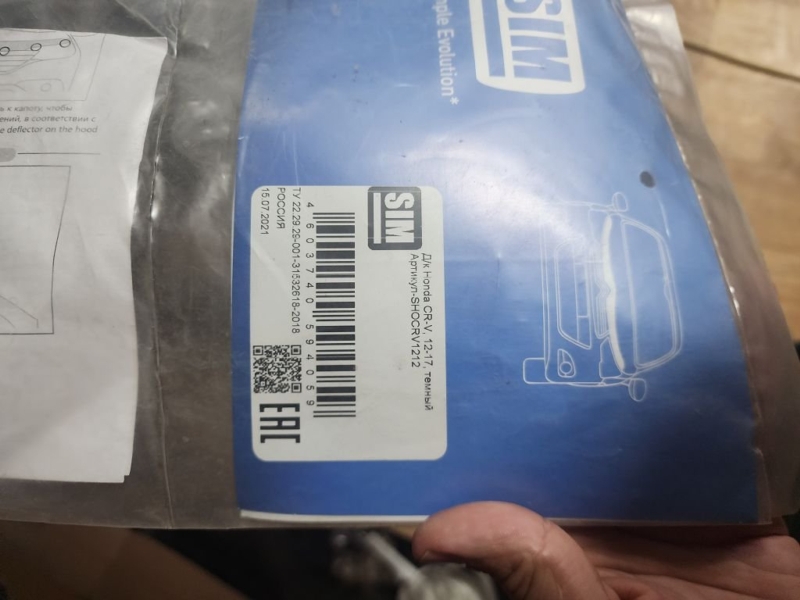 ь к капоту, чтобы
ений, в соответствии с
e deflector on the hood
SIM
ple Evolution®
SIM
Д/к Honda CR-V, 12-17, темный
Артикул-SHOCRV1212
4 603740 594059
ТУ 22.29.29-001-31632618-2018
РОССИЯ
15.07.2021
EAC